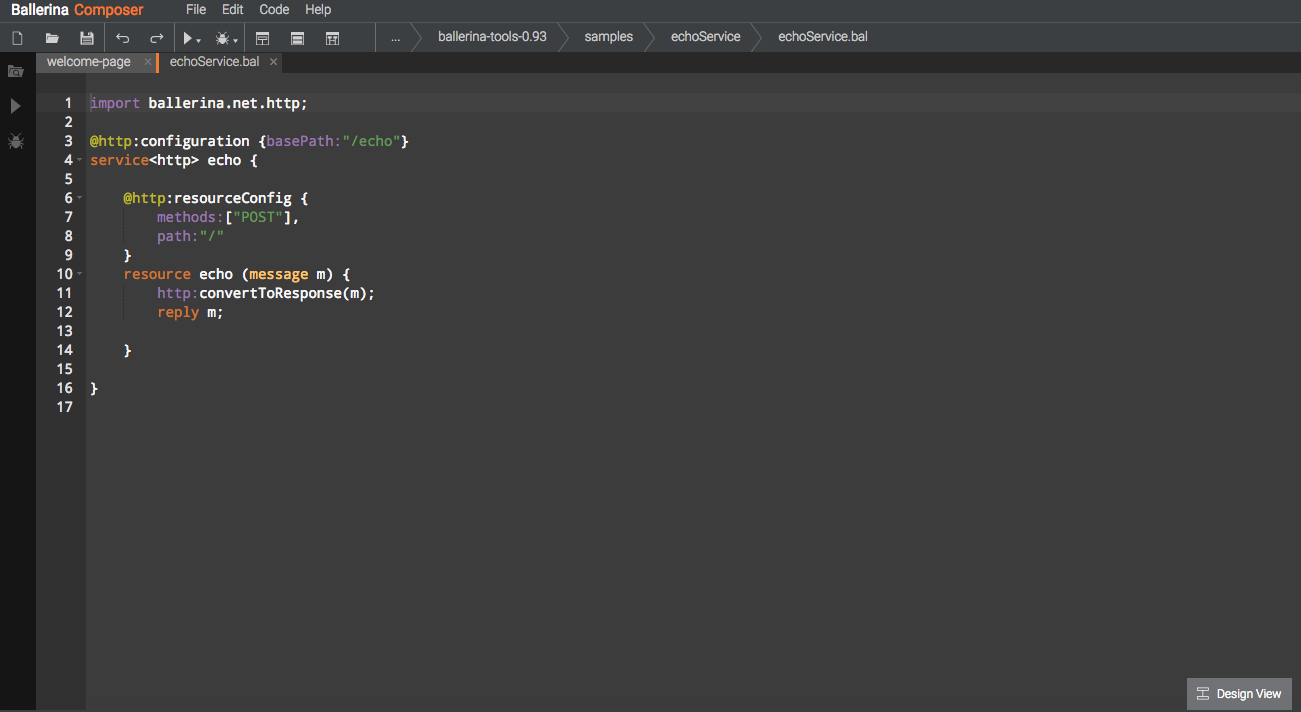 Ballerina Composer File Edit Code Help
... ballerina-tools-0.93 samples echoService echoService.bal
welcome-page × echoService.bal ×
1 import ballerina.net.http;
2
3 @http:configuration {basePath:"/echo"}
4 service<http> echo {
5
6 @http:resourceConfig {
7 methods:["POST"],
8 path:"/"
9 }
10 resource echo (message m) {
11 http:convertToResponse(m);
12 reply m;
13
14 }
15
16 }
17
Design View